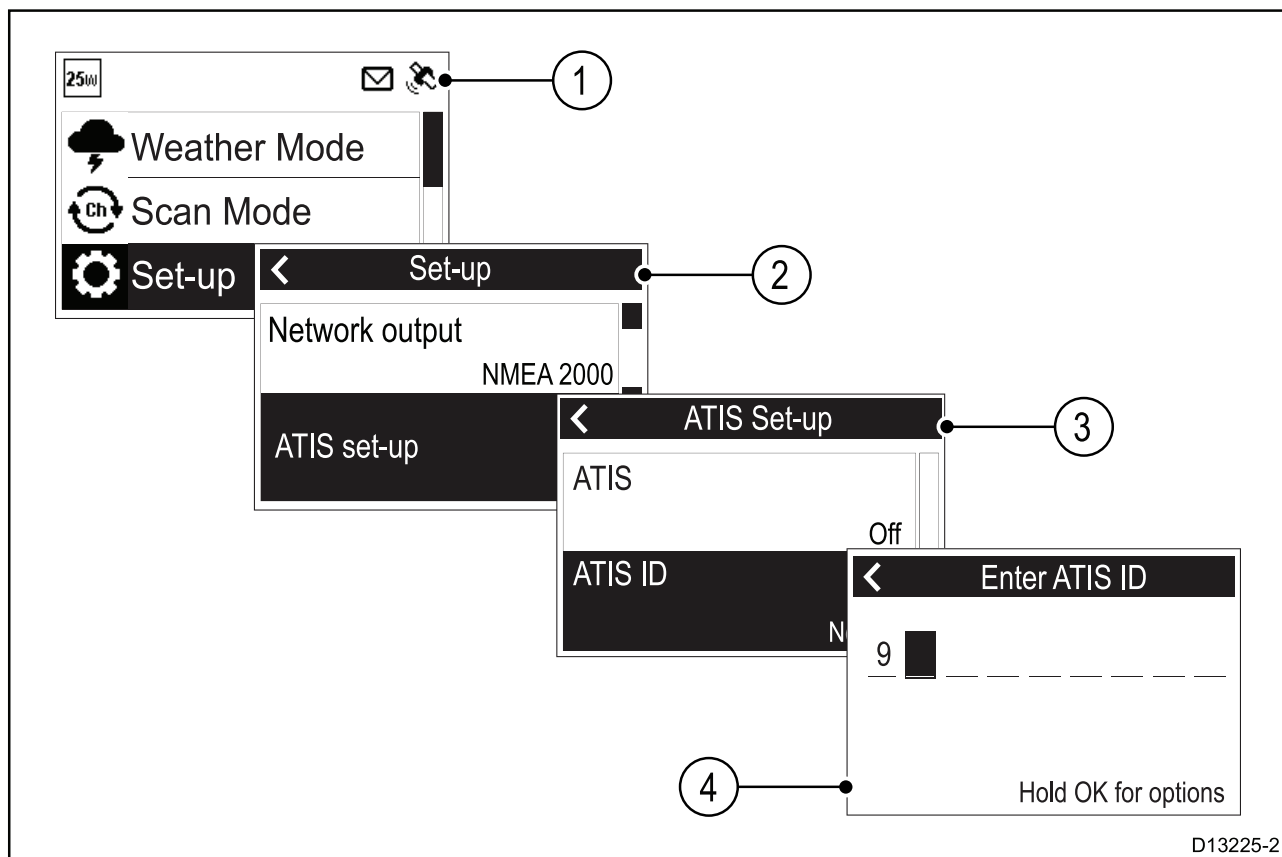 25W
1
Weather Mode
Ch
Scan Mode
Set-up
Set-up
2
Network output
NMEA 2000
ATIS set-up
ATIS Set-up
3
ATIS
Off
ATIS ID
Enter ATIS ID
9
4
Hold OK for options
D13225-2